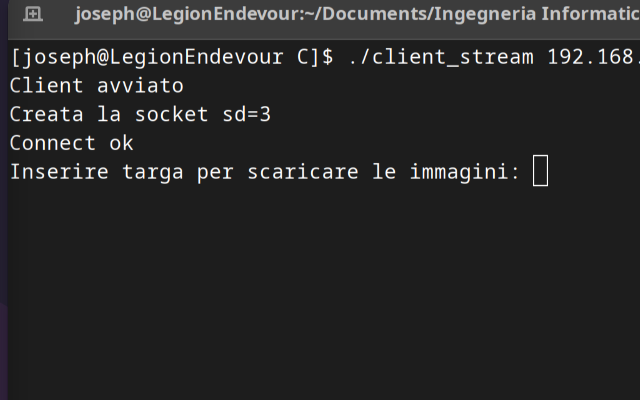 joseph@LegionEndevour:~/Documents/Ingegneria Informatic
[joseph@LegionEndevour C]$ ./client_stream 192.168.
Client avviato
Creata la socket sd=3
Connect ok
Inserire targa per scaricare le immagini: